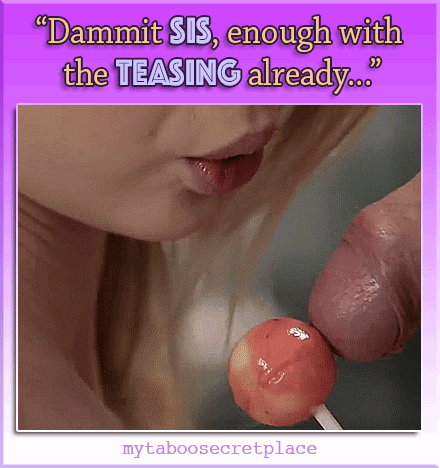 “Dammit SIS, enough with
the TEASING already...”
mytaboosecretplace